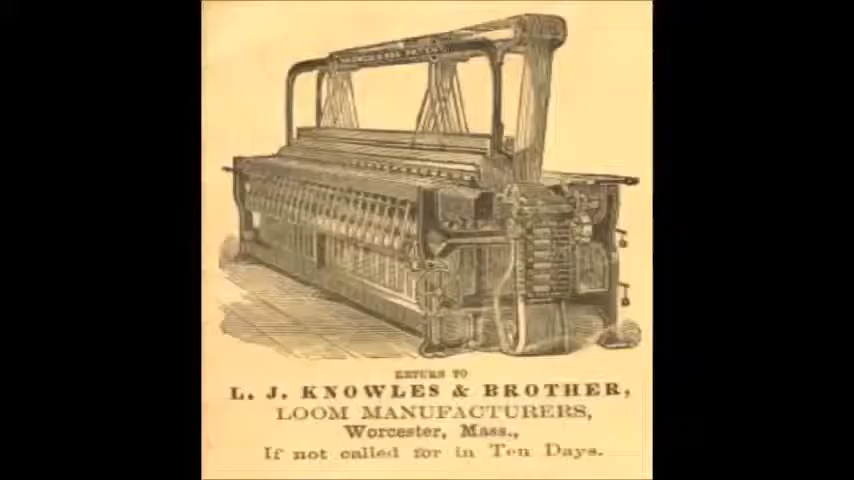 RETURN TO
L. J. KNOWLES & BROTHER,
LOOM MANUFACTURERS,
Worcester, Mass.,
If not called for in Ten Days.